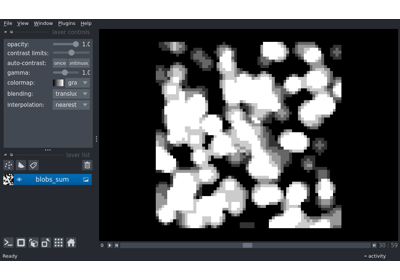 File View Window Plugins Help
layer controls
opacity: 1.0
contrast limits:
auto-contrast: once continuous
gamma: 1.0
colormap: gra
blending: translu
interpolation: nearest
layer list
blobs_sum
0 30 59
Ready activity